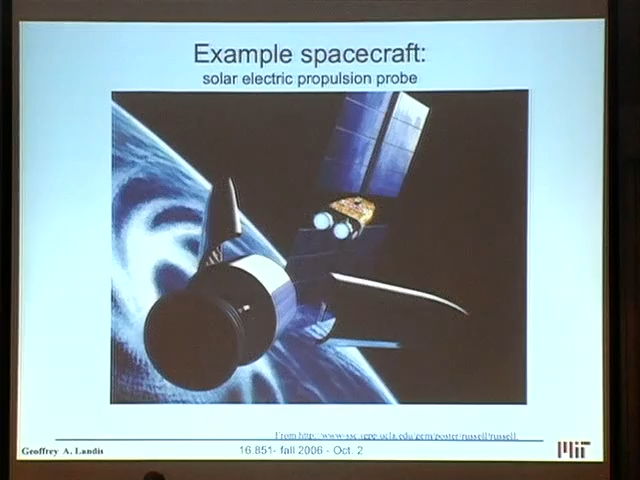 Example spacecraft:
solar electric propulsion probe
Geoffrey A. Landis
16.851- fall 2006 - Oct. 2
MIT